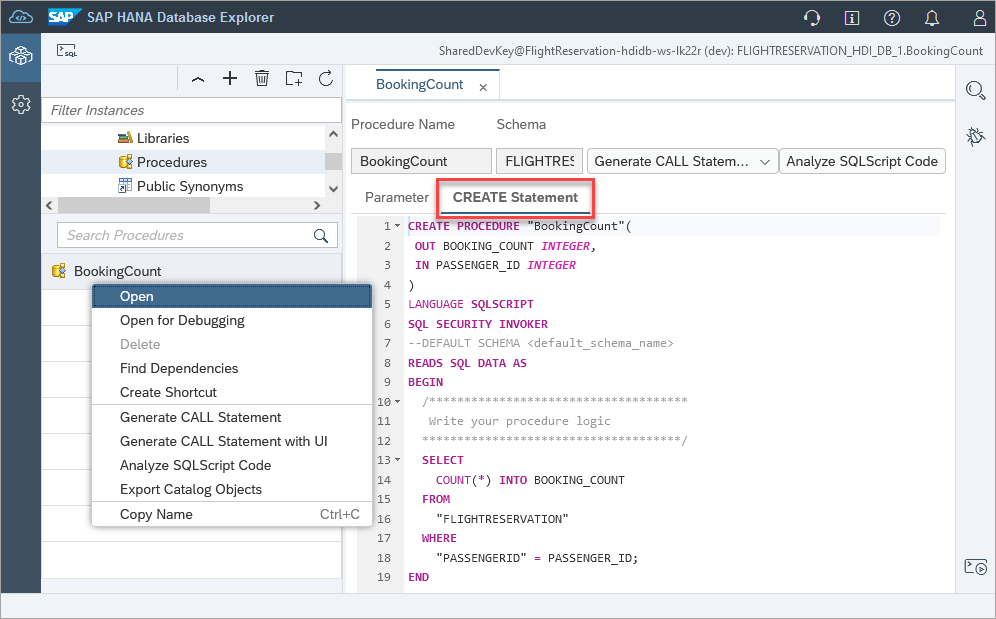 SAP SAP HANA Database Explorer
SQL
SharedDevKey@FlightReservation-hdidb-ws-lk22r (dev): FLIGHTRESERVATION_HDI_DB_1.BookingCount
Filter Instances
Libraries
Procedures
Public Synonyms
Search Procedures
BookingCount
Open
Open for Debugging
Delete
Find Dependencies
Create Shortcut
Generate CALL Statement
Generate CALL Statement with UI
Analyze SQLScript Code
Export Catalog Objects
Copy Name Ctrl+C
BookingCount
Procedure Name Schema
BookingCount FLIGHTRES Generate CALL Statem... Analyze SQLScript Code
Parameter CREATE Statement
1 CREATE PROCEDURE "BookingCount"(
2 OUT BOOKING_COUNT INTEGER,
3 IN PASSENGER_ID INTEGER
4 )
5 LANGUAGE SQLSCRIPT
6 SQL SECURITY INVOKER
7 --DEFAULT SCHEMA <default_schema_name>
8 READS SQL DATA AS
9 BEGIN
10 /*************************************
11 Write your procedure logic
12 *************************************/
13 SELECT
14 COUNT(*) INTO BOOKING_COUNT
15 FROM
16 "FLIGHTRESERVATION"
17 WHERE
18 "PASSENGERID" = PASSENGER_ID;
19 END